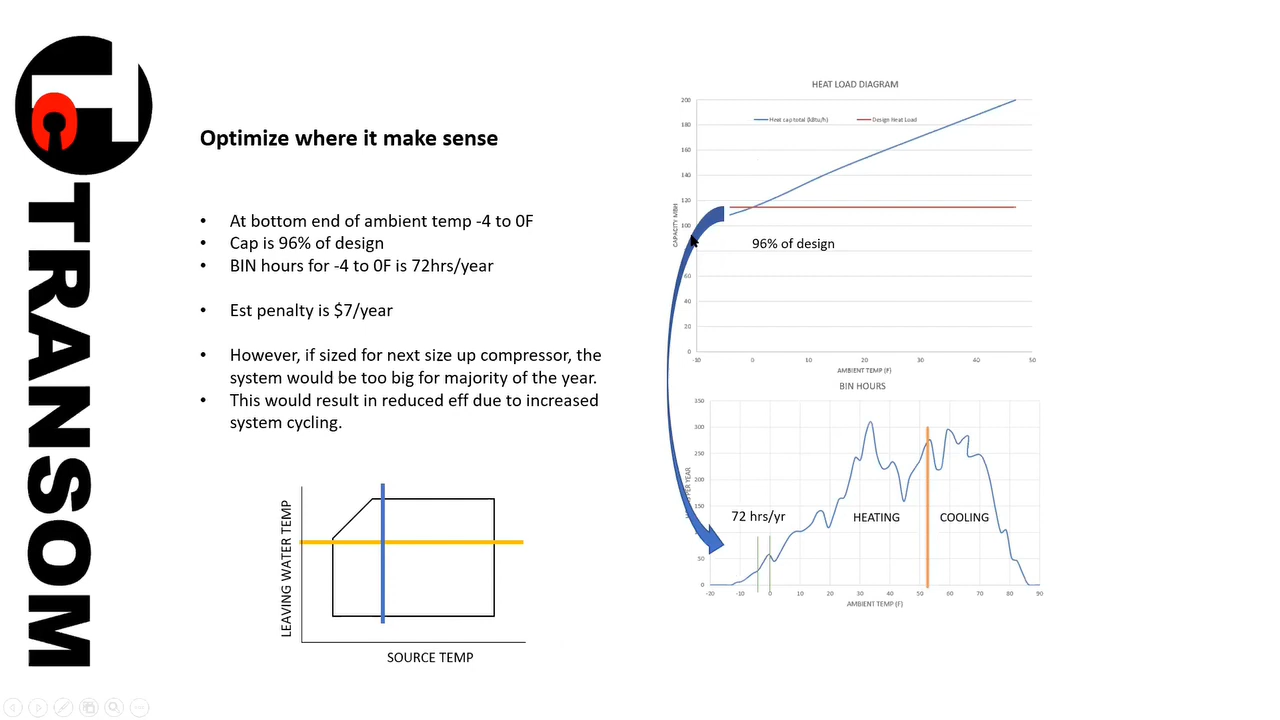 TC
TRANSOM
Optimize where it make sense
• At bottom end of ambient temp -4 to 0F
• Cap is 96% of design
• BIN hours for -4 to 0F is 72hrs/year
• Est penalty is $7/year
• However, if sized for next size up compressor, the
system would be too big for majority of the year.
• This would result in reduced eff due to increased
system cycling.
LEAVING WATER TEMP
SOURCE TEMP
HEAT LOAD DIAGRAM
Heat cap total (kBtu/h) Design Heat Load
CAPACITY MBH
200
180
160
140
120
100
60
40
20
0
96% of design
-10 0 10 20 30 40 50
AMBIENT TEMP (F)
BIN HOURS
PER YEAR
350
300
250
200
150
50
0
72 hrs/yr
HEATING COOLING
-20 -10 0 10 20 30 40 50 60 70 80 90
AMBIENT TEMP (F)